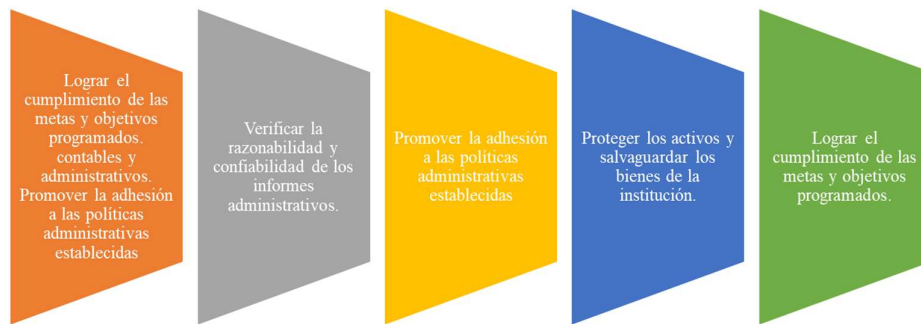 Lograr el
cumplimiento de las
metas y objetivos
programados.
contables y
administrativos.
Promover la adhesión
a las políticas
administrativas
establecidas
Verificar la
razonabilidad y
confiabilidad de los
informes
administrativos.
Promover la adhesión
a las políticas
administrativas
establecidas
Proteger los activos y
salvaguardar los
bienes de la
institución.
Lograr el
cumplimiento de las
metas y objetivos
programados.